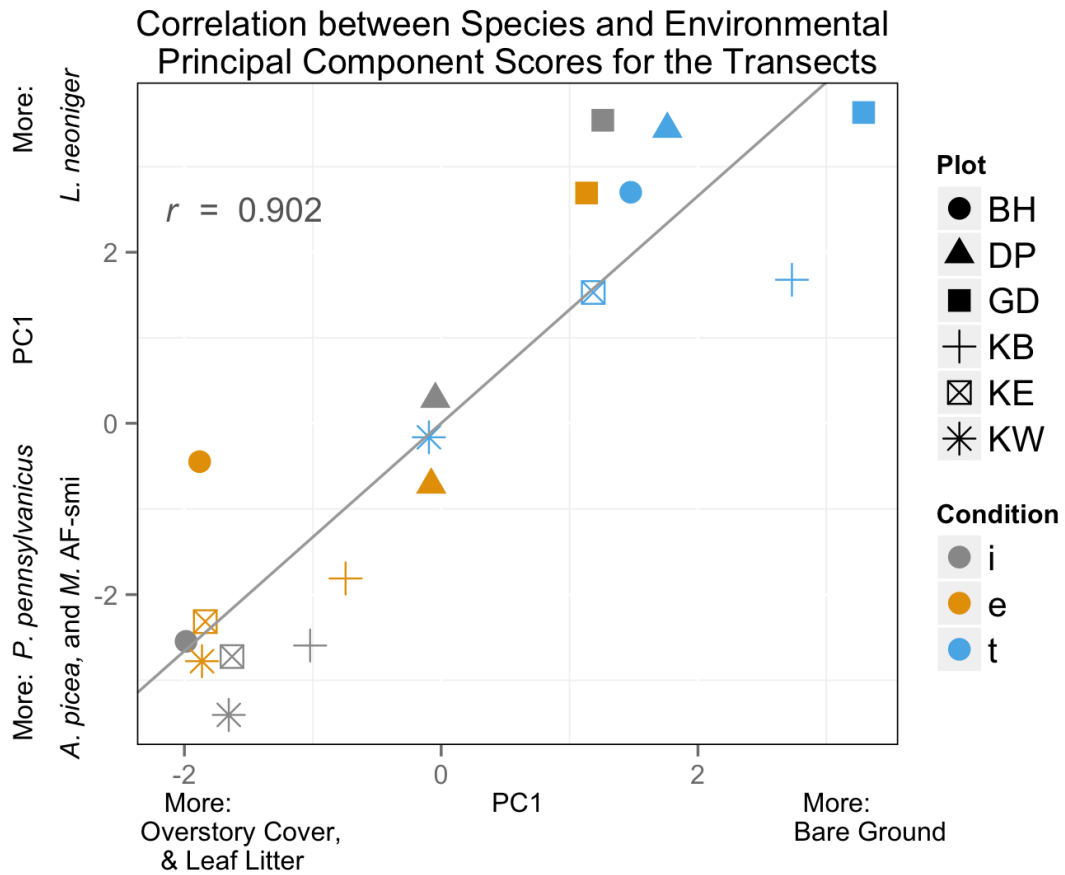 Correlation between Species and Environmental
Principal Component Scores for the Transects
More:
L. neoniger
PC1
More: P. pennsylvanicus
A. picea, and M. AF-smi
r = 0.902
2
0
-2
-2
0
2
More:
Overstory Cover,
& Leaf Litter
PC1
More:
Bare Ground
Plot
BH
DP
GD
KB
KE
KW
Condition
i
e
t